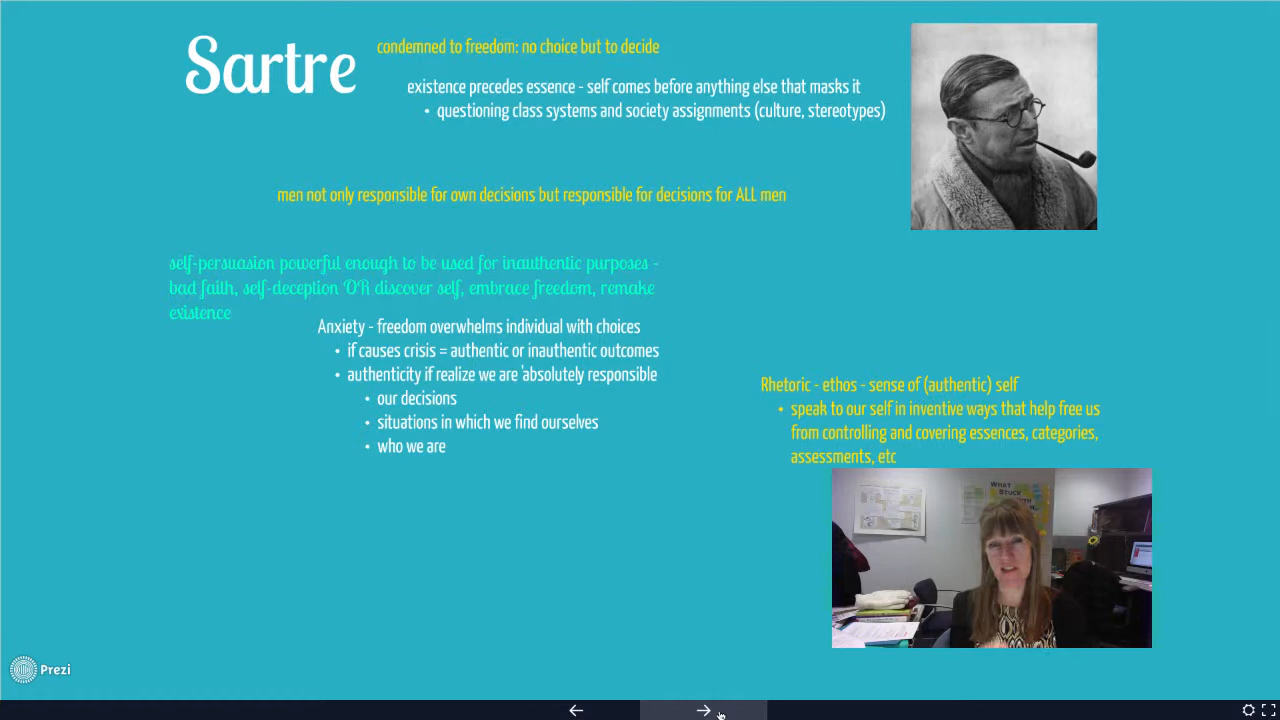 Sartre
condemned to freedom: no choice but to decide
existence precedes essence - self comes before anything else that masks it
• questioning class systems and society assignments (culture, stereotypes)
men not only responsible for own decisions but responsible for decisions for ALL men
self-persuasion powerful enough to be used for inauthentic purposes -
bad faith, self-deception OR discover self, embrace freedom, remake
existence
Anxiety - freedom overwhelms individual with choices
• if causes crisis = authentic or inauthentic outcomes
• authenticity if realize we are 'absolutely responsible
• our decisions
• situations in which we find ourselves
• who we are
Rhetoric - ethos - sense of (authentic) self
• speak to our self in inventive ways that help free us
from controlling and covering essences, categories,
assessments, etc
WHAT
STUCK
Prezi